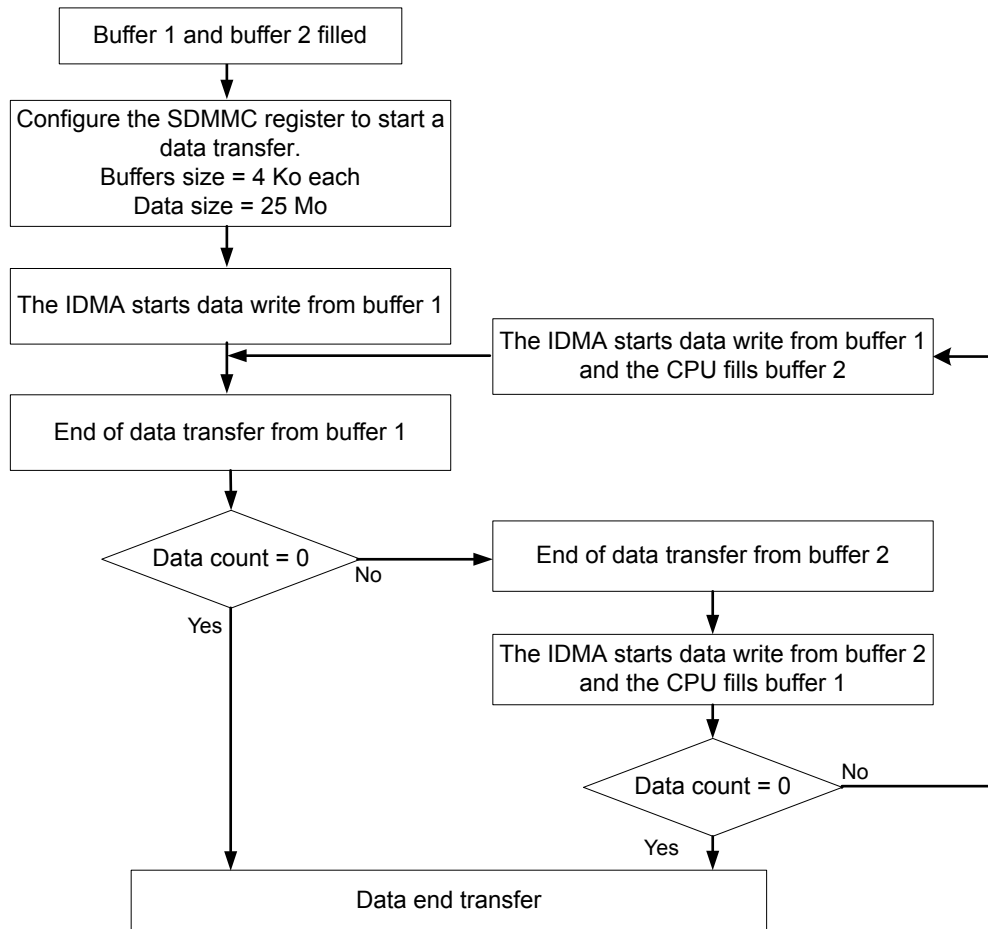 Buffer 1 and buffer 2 filled
Configure the SDMMC register to start a
data transfer.
Buffers size = 4 Ko each
Data size = 25 Mo
The IDMA starts data write from buffer 1
The IDMA starts data write from buffer 1
and the CPU fills buffer 2
End of data transfer from buffer 1
Data count = 0
No
Yes
End of data transfer from buffer 2
The IDMA starts data write from buffer 2
and the CPU fills buffer 1
Data count = 0
No
Yes
Data end transfer